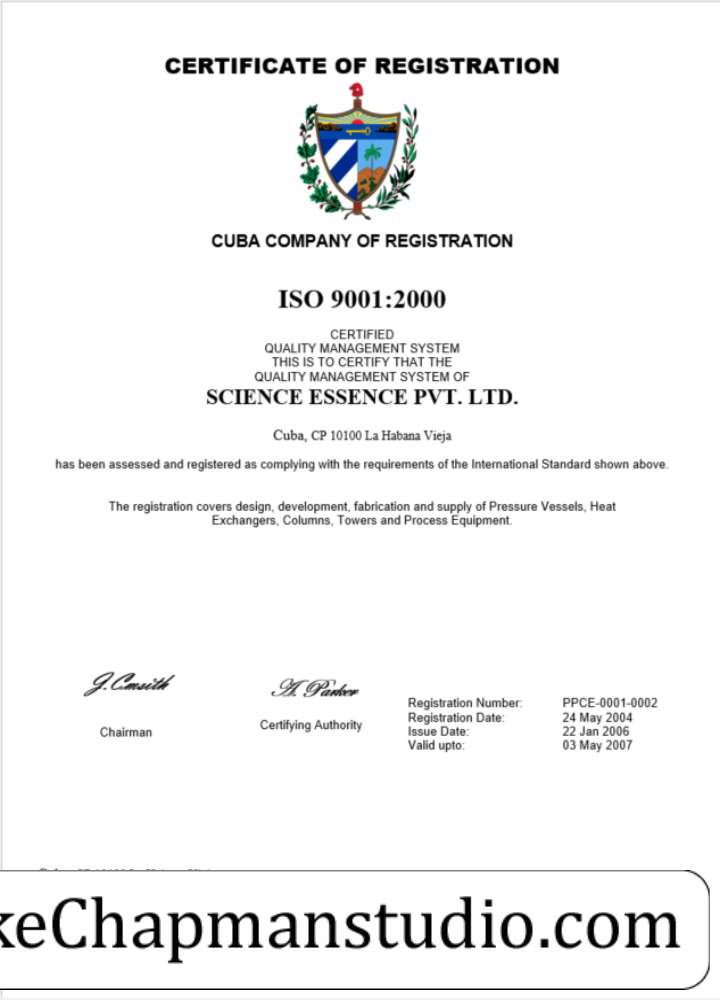 CERTIFICATE OF REGISTRATION
CUBA COMPANY OF REGISTRATION
ISO 9001:2000
CERTIFIED
QUALITY MANAGEMENT SYSTEM
THIS IS TO CERTIFY THAT THE
QUALITY MANAGEMENT SYSTEM OF
SCIENCE ESSENCE PVT. LTD.
Cuba, CP 10100 La Habana Vieja
has been assessed and registered as complying with the requirements of the International Standard shown above.
The registration covers design, development, fabrication and supply of Pressure Vessels, Heat
Exchangers, Columns, Towers and Process Equipment.
J.Cmsith
Chairman
A. Parker
Certifying Authority
Registration Number: PPCE-0001-0002
Registration Date: 24 May 2004
Issue Date: 22 Jan 2006
Valid upto: 03 May 2007
keChapmanstudio.com